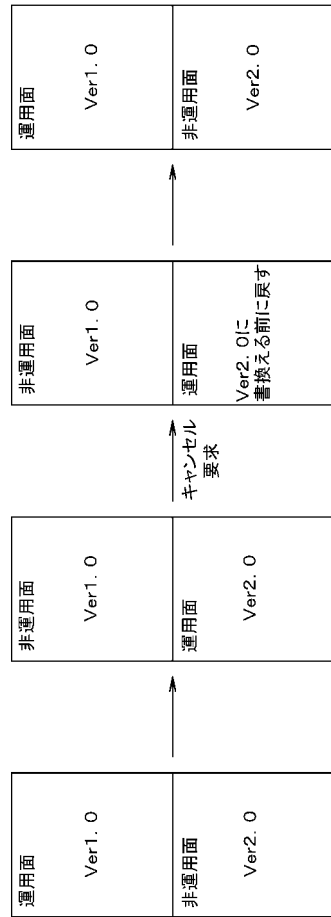 運用面
Ver1. 0
非運用面
Ver2. 0
非運用面
Ver1. 0
運用面
Ver2. 0
キャンセル
要求
非運用面
Ver1. 0
運用面
Ver2. 0に
書換える前に戻す
運用面
Ver1. 0
非運用面
Ver2. 0